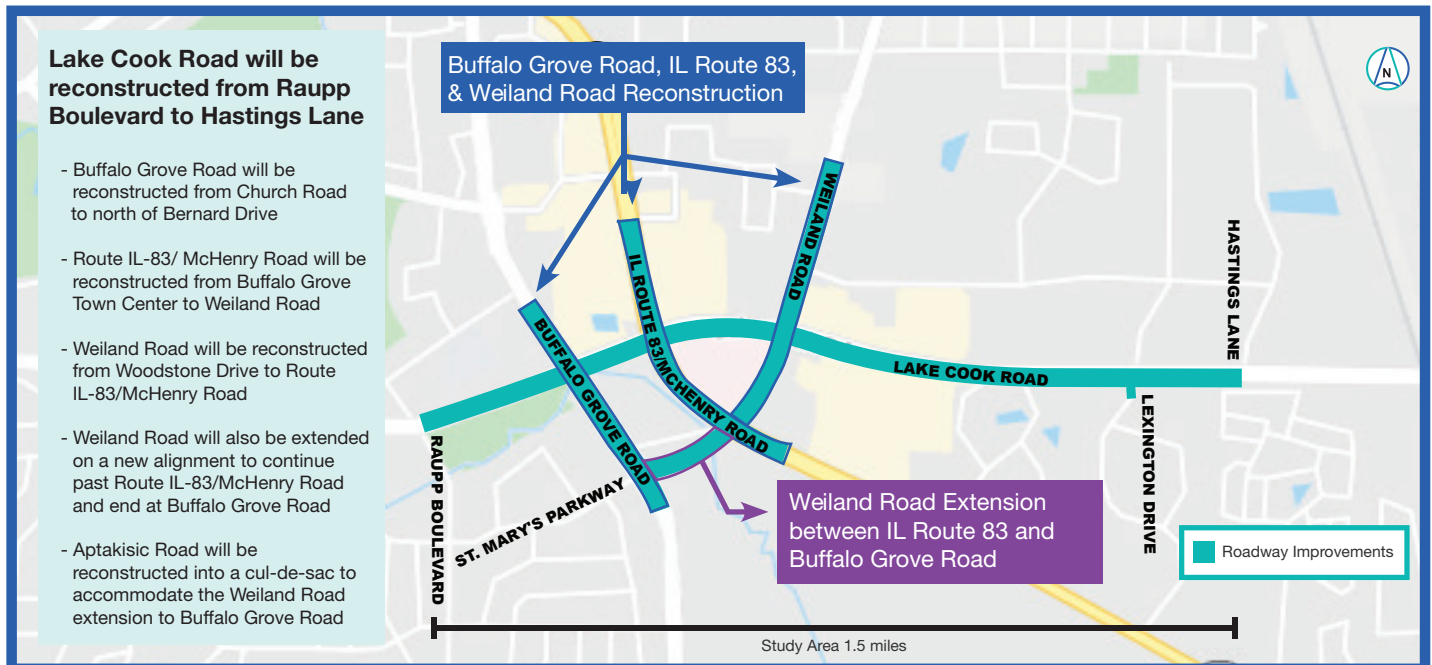 Lake Cook Road will be
reconstructed from Raupp
Boulevard to Hastings Lane
- Buffalo Grove Road will be
reconstructed from Church Road
to north of Bernard Drive
- Route IL-83/ McHenry Road will be
reconstructed from Buffalo Grove
Town Center to Weiland Road
- Weiland Road will be reconstructed
from Woodstone Drive to Route
IL-83/McHenry Road
- Weiland Road will also be extended
on a new alignment to continue
past Route IL-83/McHenry Road
and end at Buffalo Grove Road
- Aptakisic Road will be
reconstructed into a cul-de-sac to
accommodate the Weiland Road
extension to Buffalo Grove Road
Buffalo Grove Road, IL Route 83,
& Weiland Road Reconstruction
N
WEILAND ROAD
IL ROUTE 83/MCHENRY ROAD
BUFFALO GROVE ROAD
LAKE COOK ROAD
HASTINGS LANE
LEXINGTON DRIVE
RAUPP BOULEVARD
ST. MARY'S PARKWAY
Weiland Road Extension
between IL Route 83 and
Buffalo Grove Road
Roadway Improvements
Study Area 1.5 miles